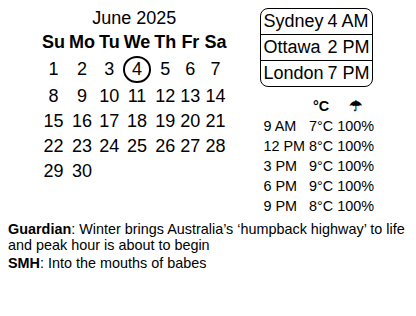 June 2025
Su Mo Tu We Th Fr Sa
1 2 3 4 5 6 7
8 9 10 11 12 13 14
15 16 17 18 19 20 21
22 23 24 25 26 27 28
29 30
Sydney 4 AM
Ottawa 2 PM
London 7 PM
°C ☂
9 AM 7°C 100%
12 PM 8°C 100%
3 PM 9°C 100%
6 PM 9°C 100%
9 PM 8°C 100%
Guardian: Winter brings Australia’s ‘humpback highway’ to life
and peak hour is about to begin
SMH: Into the mouths of babes